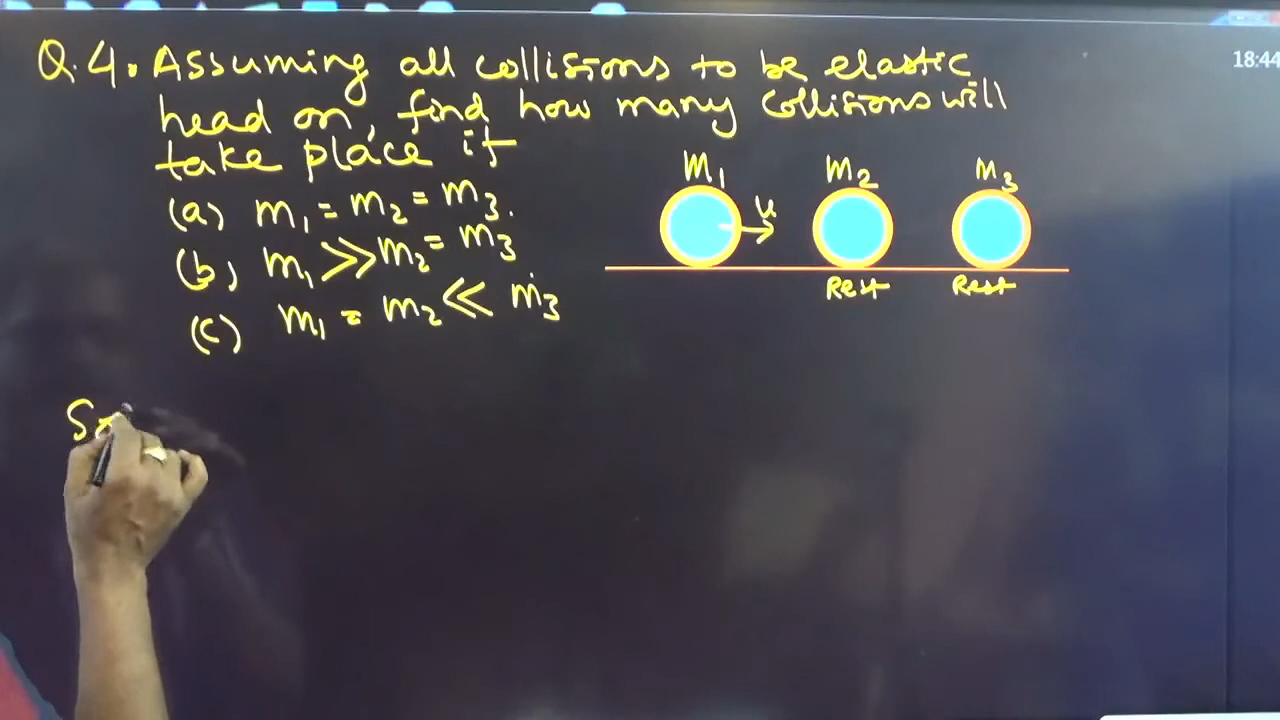 18:44
Q.4. Assuming all collisions to be elastic
head on, find how many collisions will
take place if
(a) m1 = m2 = m3.
(b) m1 >> m2 = m3
(c) m1 = m2 << m3
m1 m2 m3
u
Rest Rest